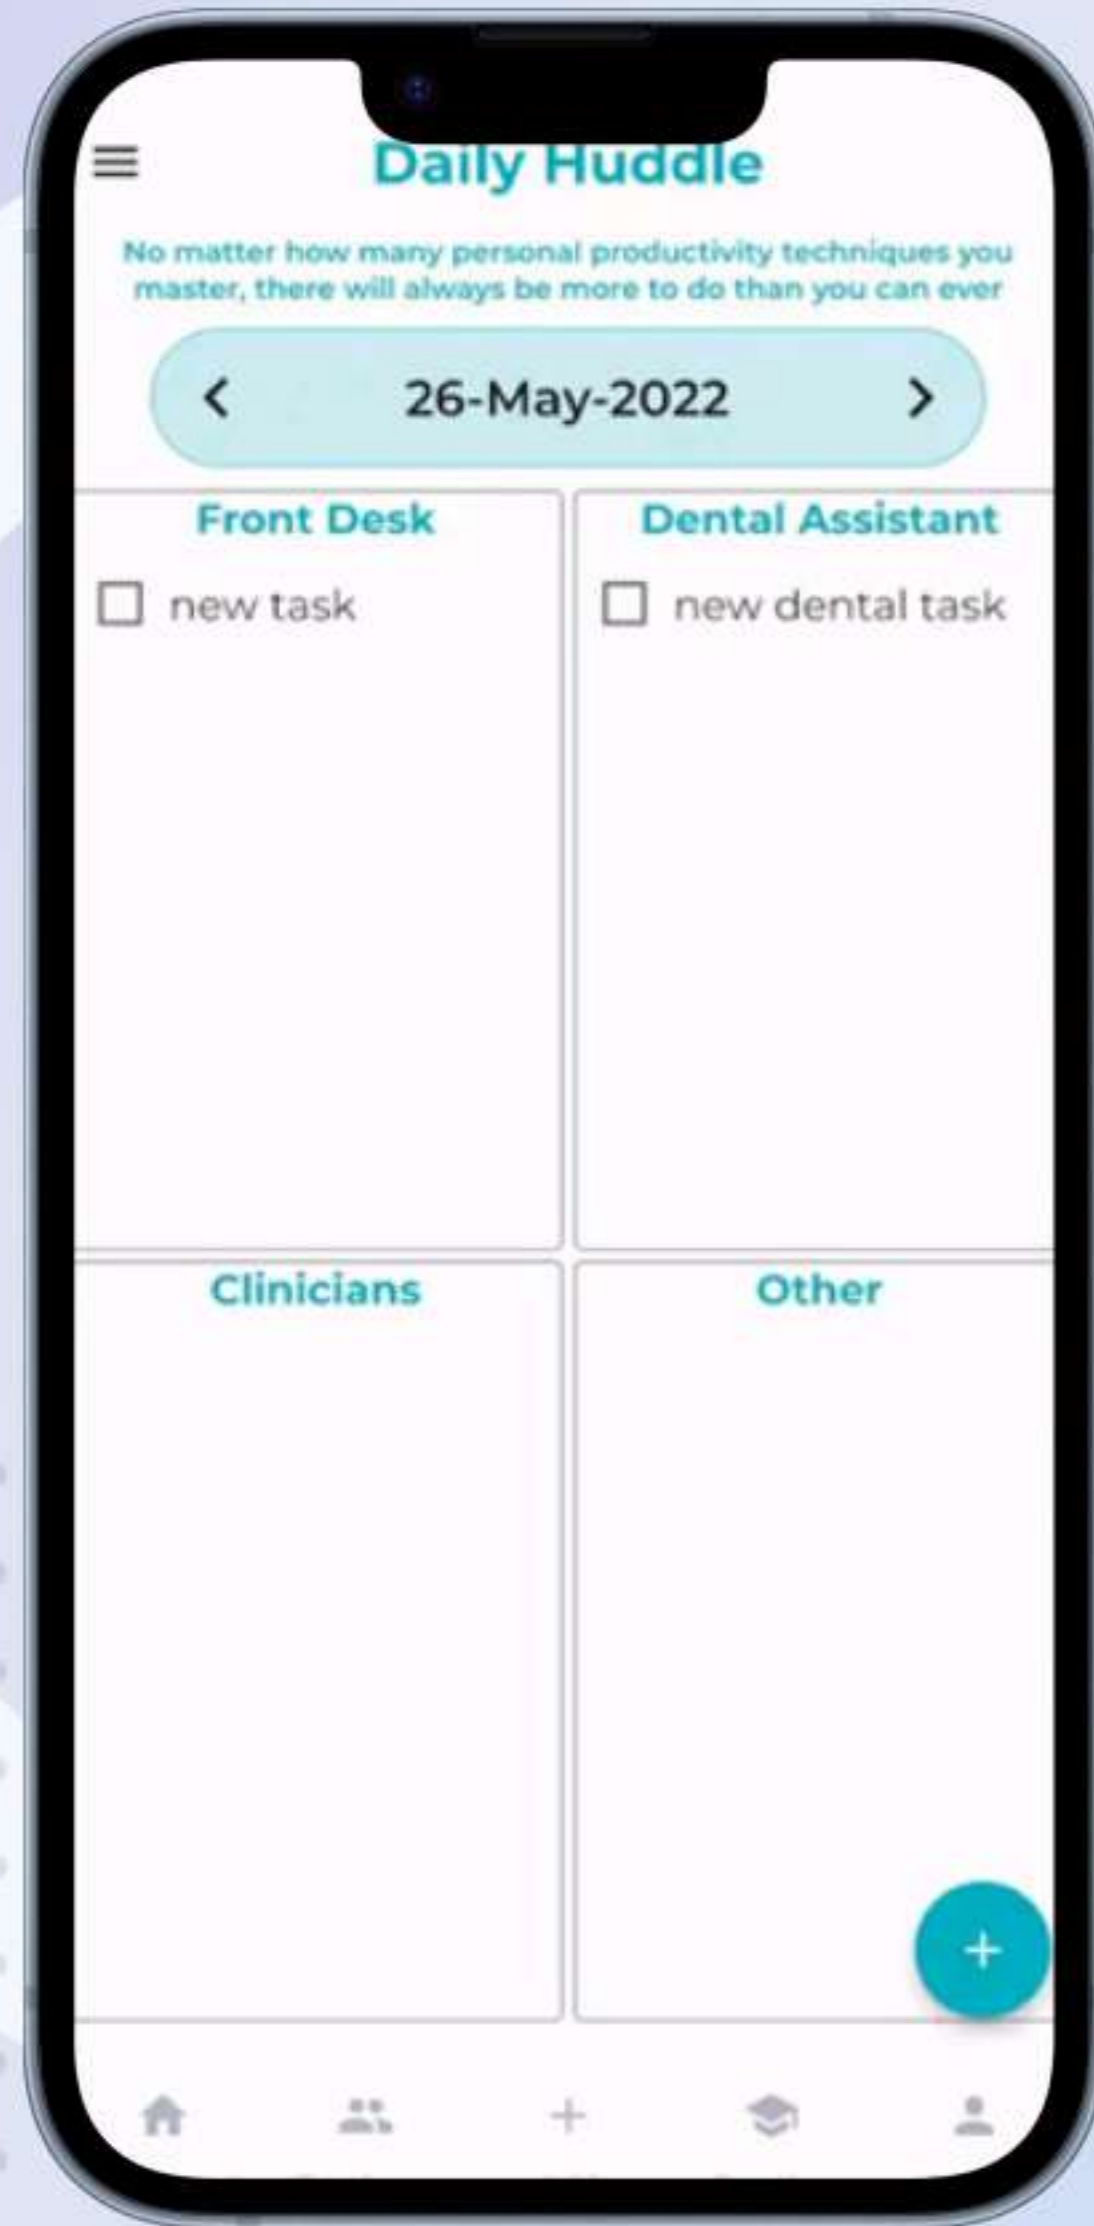 Daily Huddle
No matter how many personal productivity techniques you
master, there will always be more to do than you can ever
26-May-2022
Front Desk
new task
Dental Assistant
new dental task
Clinicians
Other